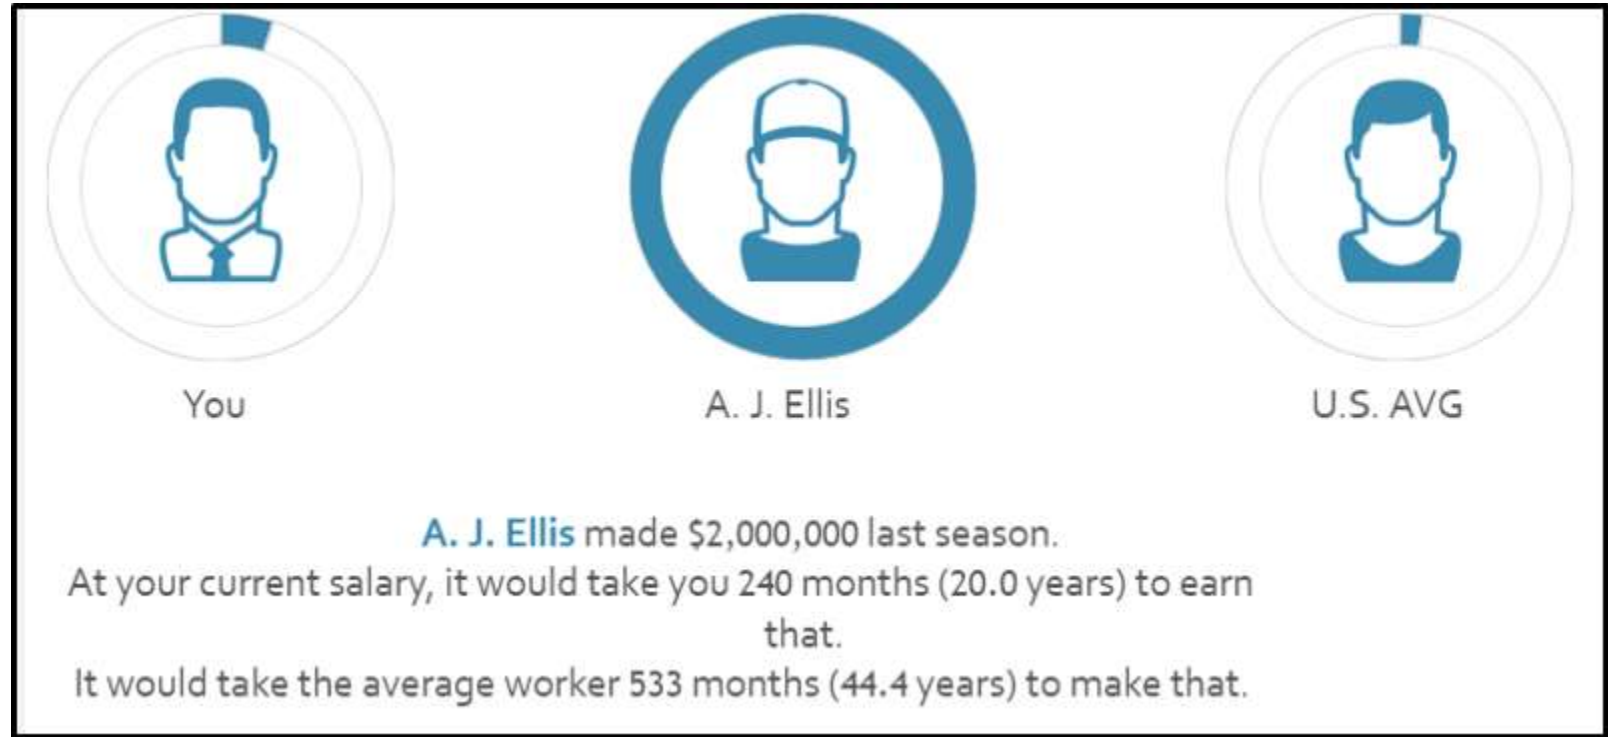 You
A. J. Ellis
U.S. AVG
A. J. Ellis made $2,000,000 last season.
At your current salary, it would take you 240 months (20.0 years) to earn
that.
It would take the average worker 533 months (44.4 years) to make that.